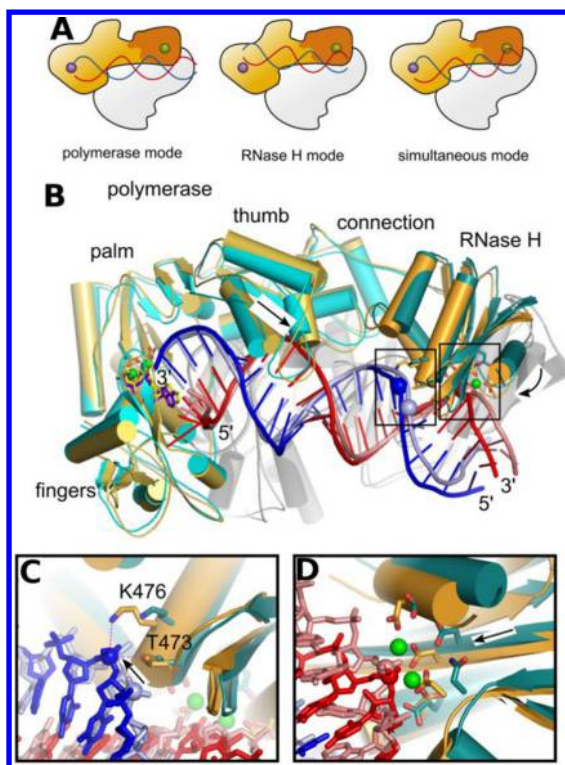 A
polymerase mode
RNase H mode
simultaneous mode
B
polymerase
palm
thumb
connection
RNase H
3'
5'
fingers
5'
3'
C
K476
T473
D